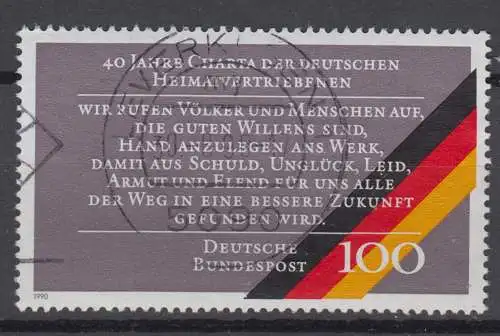 40 JAHRE CHARTA DER DEUTSCHEN
HEIMATVERTRIEBENEN
WIR RUFEN VÖLKER UND MENSCHEN AUF,
DIE GUTEN WILLENS SIND,
HAND ANZULEGEN ANS WERK,
DAMIT AUS SCHULD, UNGLÜCK, LEID,
ARMUT UND ELEND FÜR UNS ALLE
DER WEG IN EINE BESSERE ZUKUNFT
GEFUNDEN WIRD.
DEUTSCHE
BUNDESPOST
100
1990